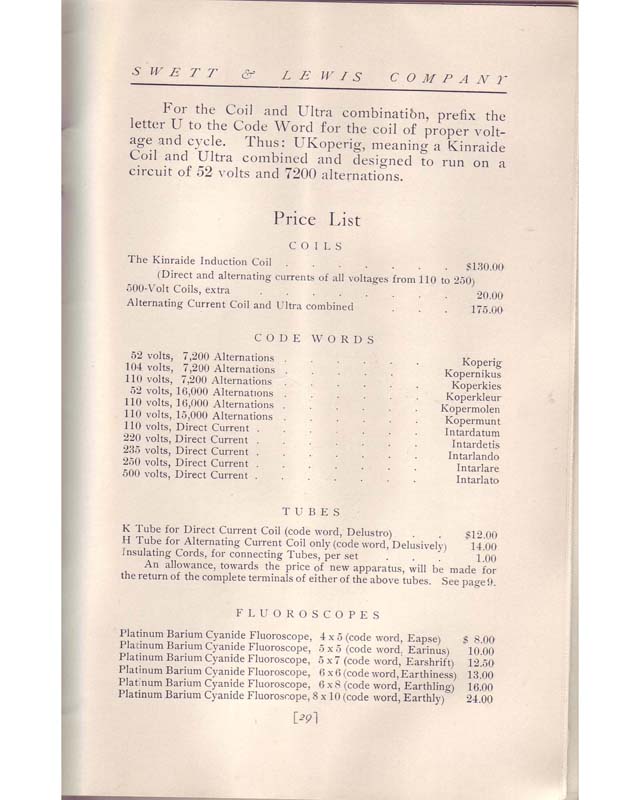 SWETT & LEWIS COMPANY
For the Coil and Ultra combination, prefix the
letter U to the Code Word for the coil of proper volt-
age and cycle. Thus: UKoperig, meaning a Kinraide
Coil and Ultra combined and designed to run on a
circuit of 52 volts and 7200 alternations.
Price List
COILS
The Kinraide Induction Coil . . . . . . . $130.00
(Direct and alternating currents of all voltages from 110 to 250)
500-Volt Coils, extra . . . . . . . . 20.00
Alternating Current Coil and Ultra combined . . . 175.00
CODE WORDS
52 volts, 7,200 Alternations . . . . . . Koperig
104 volts, 7,200 Alternations . . . . . . Kopernikus
110 volts, 7,200 Alternations . . . . . . Koperkies
52 volts, 16,000 Alternations . . . . . . Koperkleur
110 volts, 16,000 Alternations . . . . . . Kopermolen
110 volts, 15,000 Alternations . . . . . . Kopermunt
110 volts, Direct Current . . . . . . . Intardatum
220 volts, Direct Current . . . . . . . Intardetis
235 volts, Direct Current . . . . . . . Intarlando
250 volts, Direct Current . . . . . . . Intarlare
500 volts, Direct Current . . . . . . . Intarlato
TUBES
K Tube for Direct Current Coil (code word, Delustro) . . $12.00
H Tube for Alternating Current Coil only (code word, Delusively) 14.00
Insulating Cords, for connecting Tubes, per set . . . 1.00
An allowance, towards the price of new apparatus, will be made for
the return of the complete terminals of either of the above tubes. See page 9.
FLUOROSCOPES
Platinum Barium Cyanide Fluoroscope, 4 x 5 (code word, Eapse) $ 8.00
Platinum Barium Cyanide Fluoroscope, 5 x 5 (code word, Earinus) 10.00
Platinum Barium Cyanide Fluoroscope, 5 x 7 (code word, Earshrift) 12.50
Platinum Barium Cyanide Fluoroscope, 6 x 6 (code word, Earthiness) 13.00
Platinum Barium Cyanide Fluoroscope, 6 x 8 (code word, Earthling) 16.00
Platinum Barium Cyanide Fluoroscope, 8 x 10 (code word, Earthly) 24.00
[29]